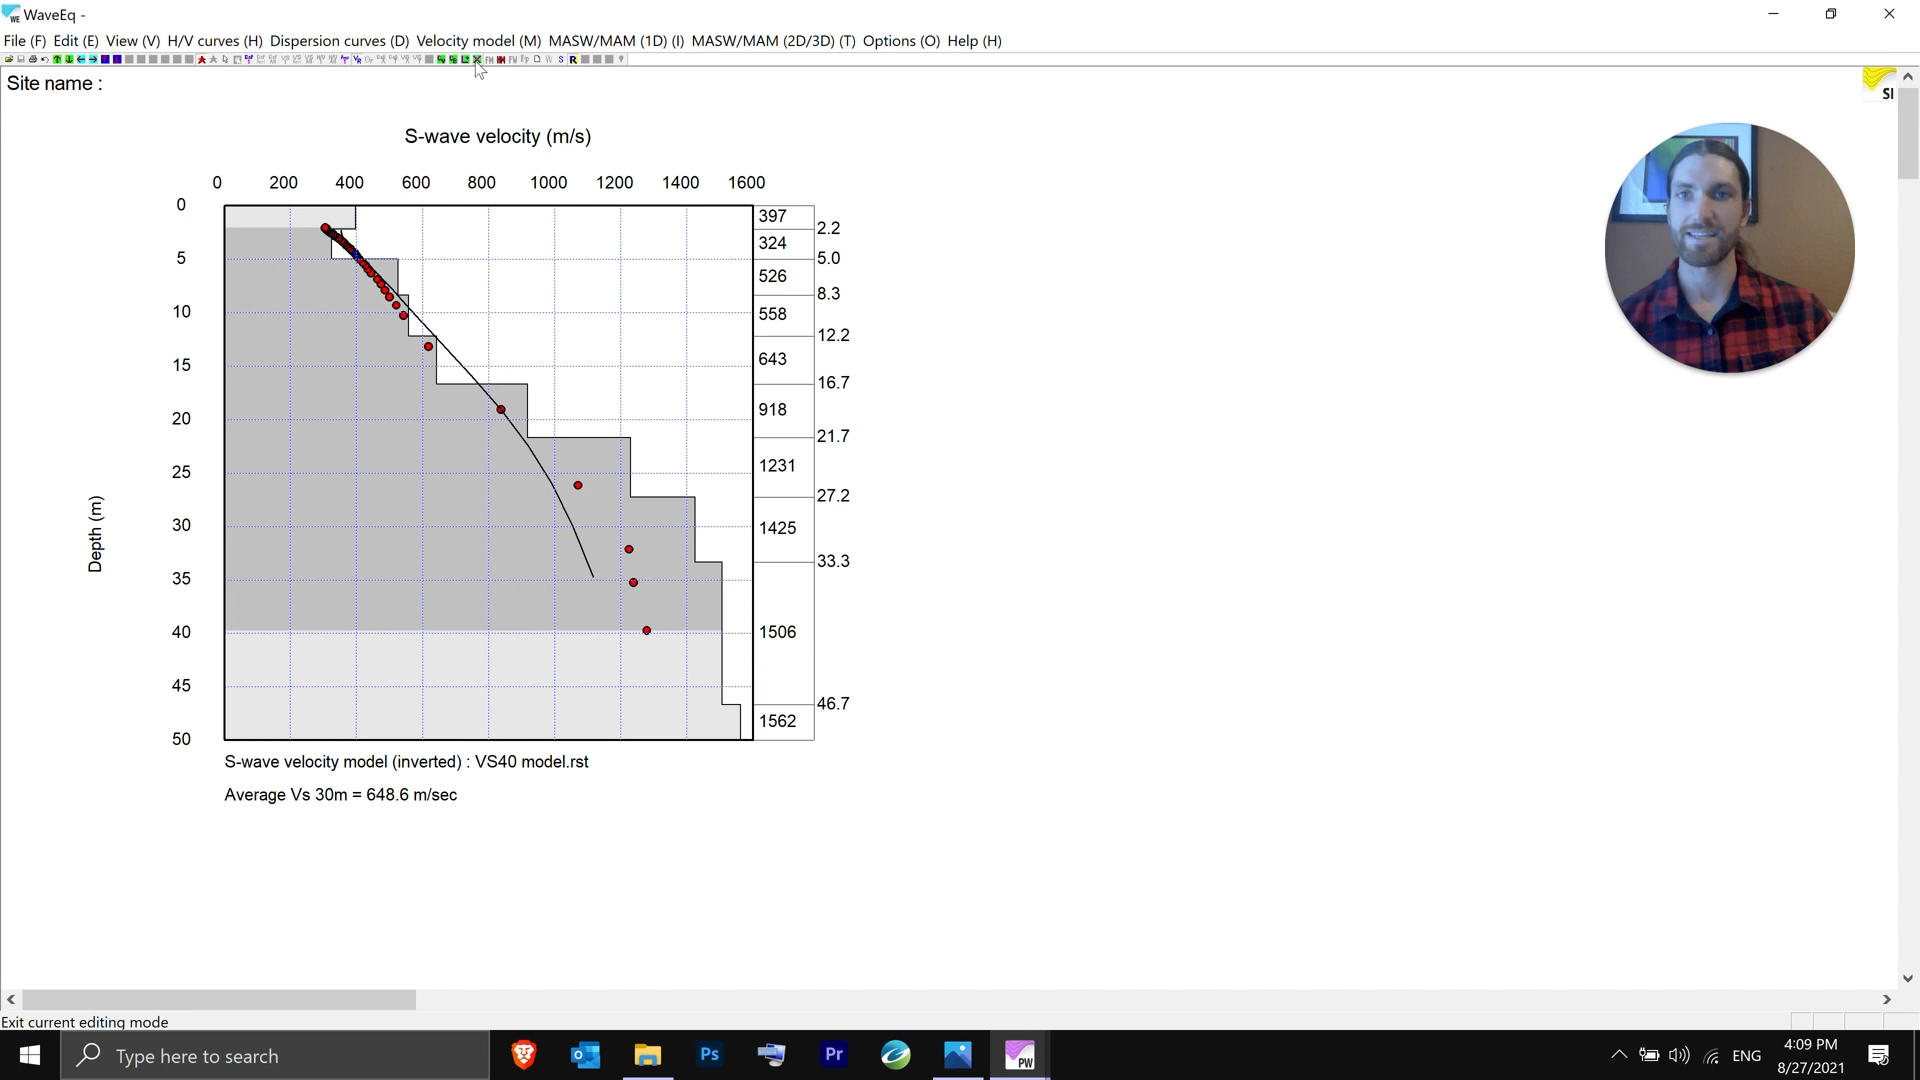 WaveEq -
File (F) Edit (E) View (V) H/V curves (H) Dispersion curves (D) Velocity model (M) MASW/MAM (1D) (I) MASW/MAM (2D/3D) (T) Options (O) Help (H)
Site name :
SI
S-wave velocity (m/s)
0 200 400 600 800 1000 1200 1400 1600
0
5
10
15
20
25
30
35
40
45
50
Depth (m)
397
324
526
558
643
918
1231
1425
1506
1562
2.2
5.0
8.3
12.2
16.7
21.7
27.2
33.3
46.7
S-wave velocity model (inverted) : VS40 model.rst
Average Vs 30m = 648.6 m/sec
Exit current editing mode
Type here to search
Ps
Pr
PW
ENG
4:09 PM
8/27/2021